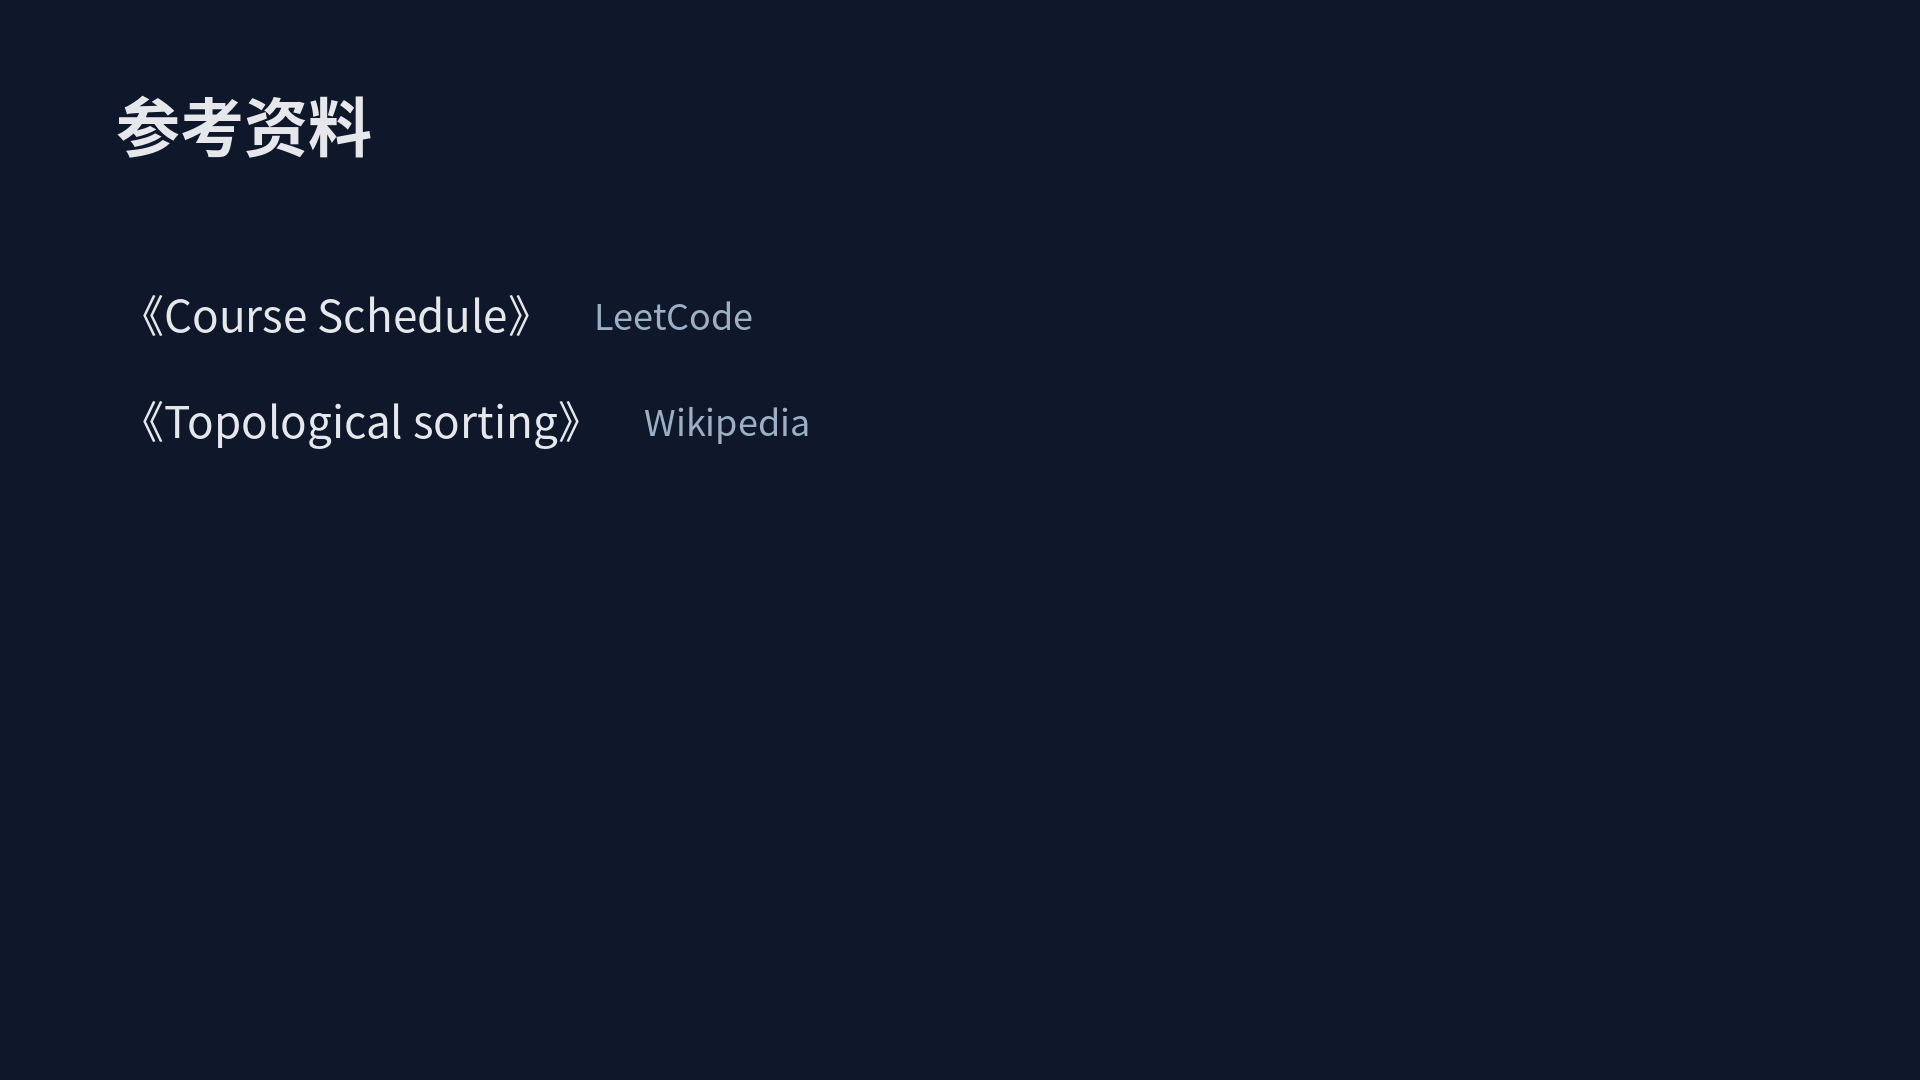 参考资料
《Course Schedule》 LeetCode
《Topological sorting》 Wikipedia